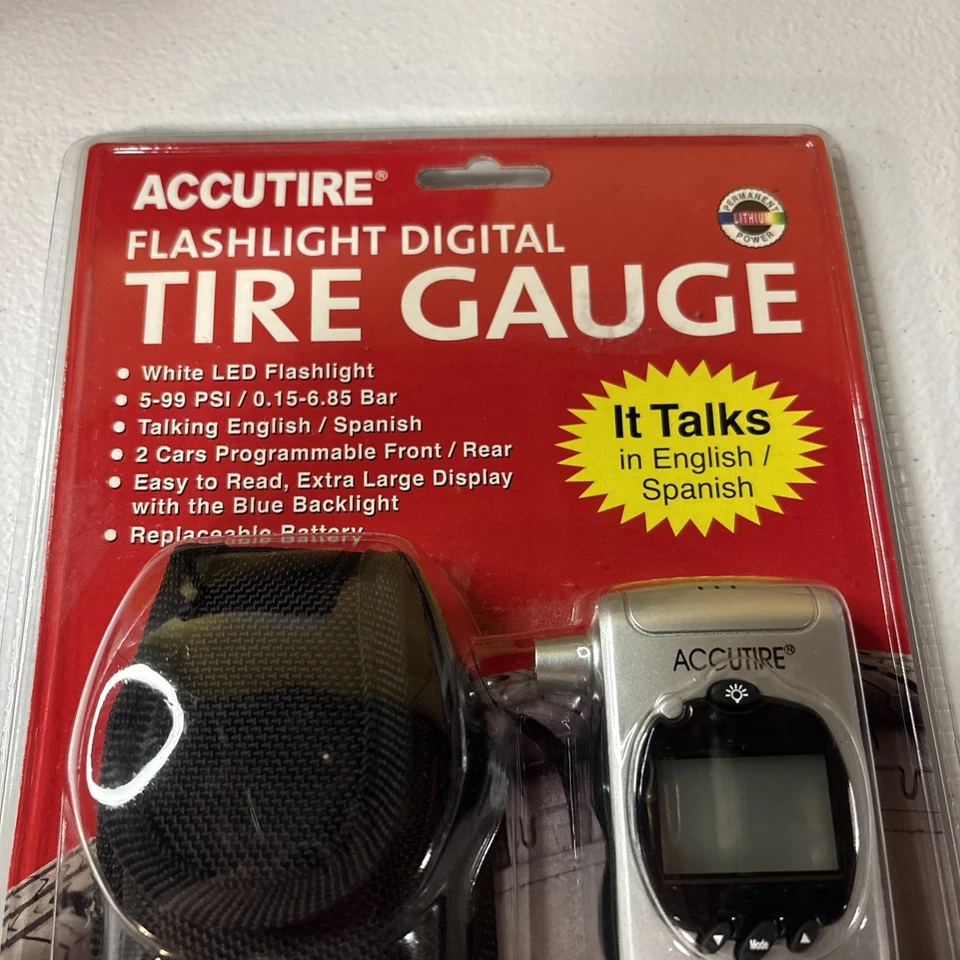 ACCUTIRE®
PERMANENT
LITHIUM
POWER
FLASHLIGHT DIGITAL
TIRE GAUGE
• White LED Flashlight
• 5-99 PSI / 0.15-6.85 Bar
• Talking English / Spanish
• 2 Cars Programmable Front / Rear
• Easy to Read, Extra Large Display
with the Blue Backlight
• Replaceable Battery
It Talks
in English /
Spanish
ACCUTIRE®
▼ Mode ▲